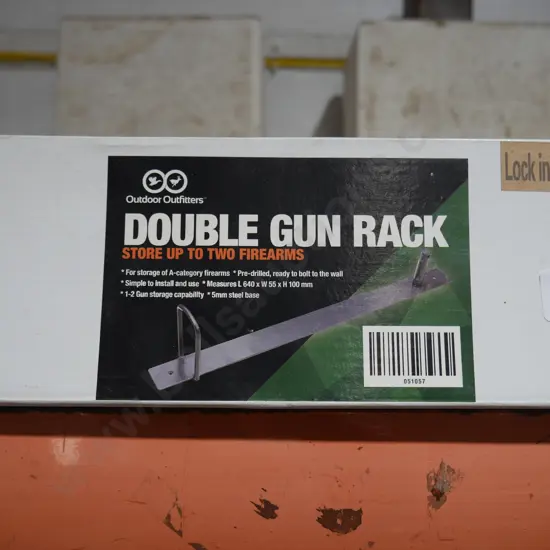 Lock in
Outdoor Outfitters™
DOUBLE GUN RACK
STORE UP TO TWO FIREARMS
* For storage of A-category firearms * Pre-drilled, ready to bolt to the wall
* Simple to install and use * Measures L 640 x W 55 x H 100 mm
* 1-2 Gun storage capability * 5mm steel base
051057